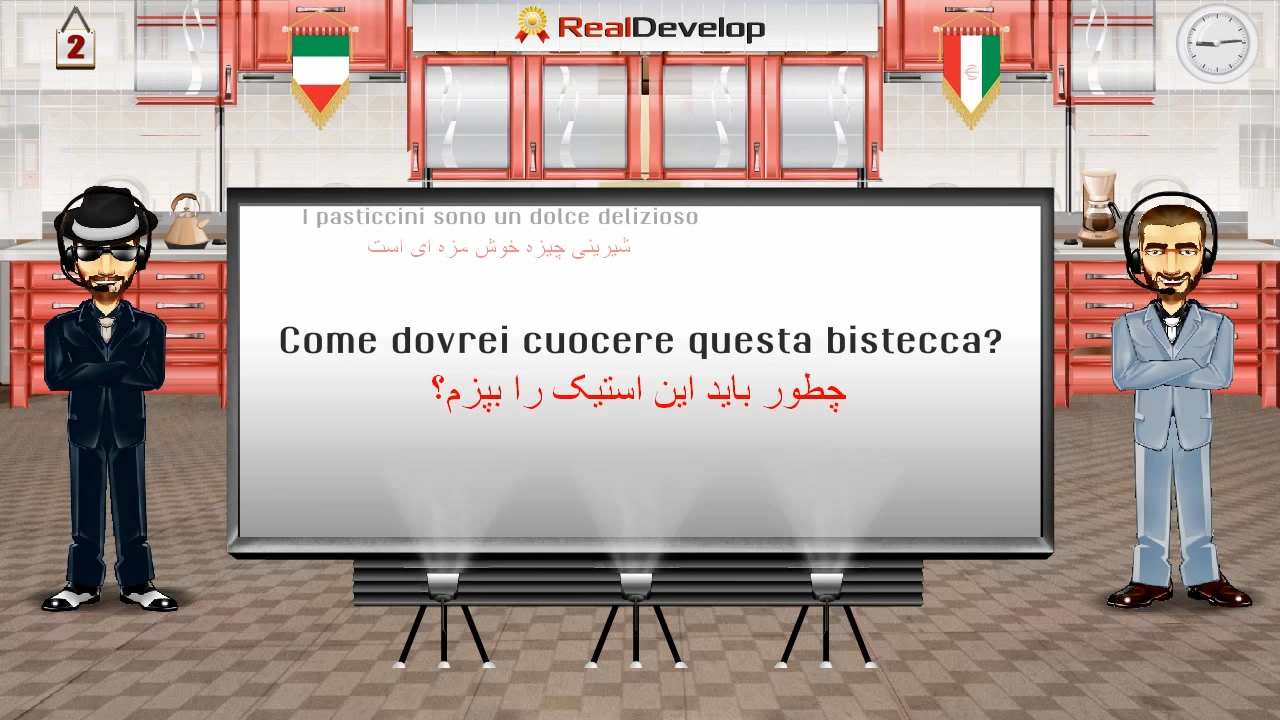 2
RealDevelop
I pasticcini sono un dolce delizioso
شیرینی چیزه خوش مزه ای است
Come dovrei cuocere questa bistecca?
چطور باید این استیک را بپزم؟